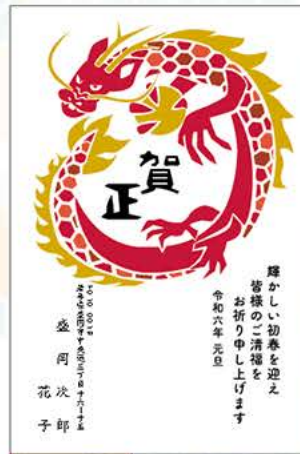 賀正
輝かしい初春を迎え
皆様のご清福を
お祈り申し上げます
令和六年 元旦
盛岡次郎
花子